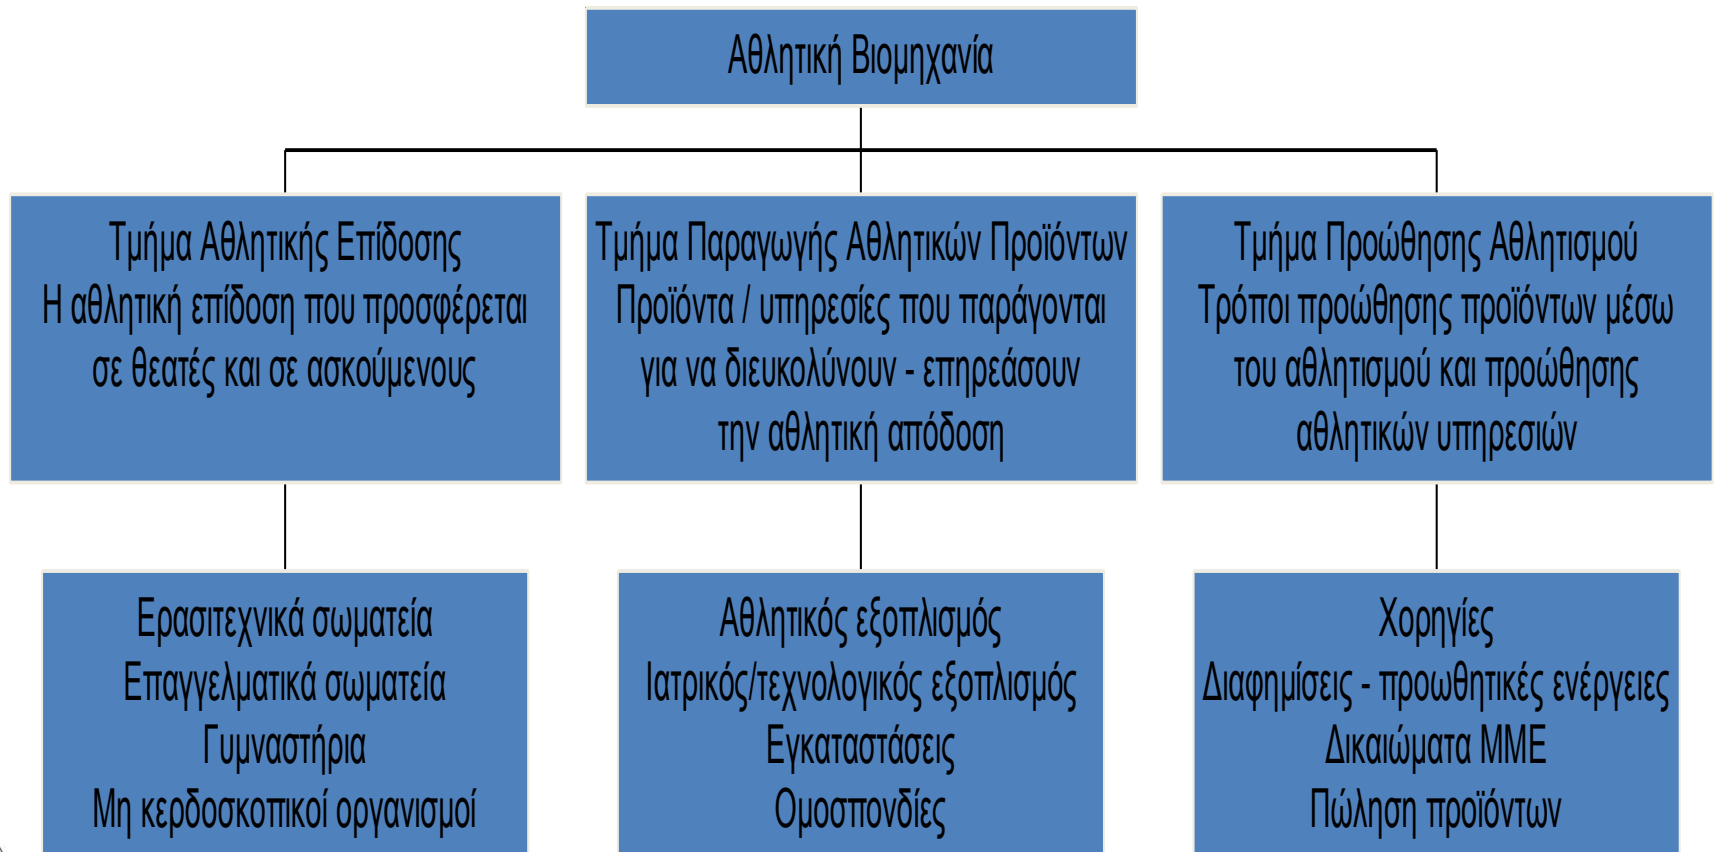 Αθλητική Βιομηχανία
Τμήμα Αθλητικής Επίδοσης
Η αθλητική επίδοση που προσφέρεται
σε θεατές και σε ασκούμενους
Τμήμα Παραγωγής Αθλητικών Προϊόντων
Προϊόντα / υπηρεσίες που παράγονται
για να διευκολύνουν - επηρεάσουν
την αθλητική απόδοση
Τμήμα Προώθησης Αθλητισμού
Τρόποι προώθησης προϊόντων μέσω
του αθλητισμού και προώθησης
αθλητικών υπηρεσιών
Ερασιτεχνικά σωματεία
Επαγγελματικά σωματεία
Γυμναστήρια
Μη κερδοσκοπικοί οργανισμοί
Αθλητικός εξοπλισμός
Ιατρικός/τεχνολογικός εξοπλισμός
Εγκαταστάσεις
Ομοσπονδίες
Χορηγίες
Διαφημίσεις - προωθητικές ενέργειες
Δικαιώματα ΜΜΕ
Πώληση προϊόντων